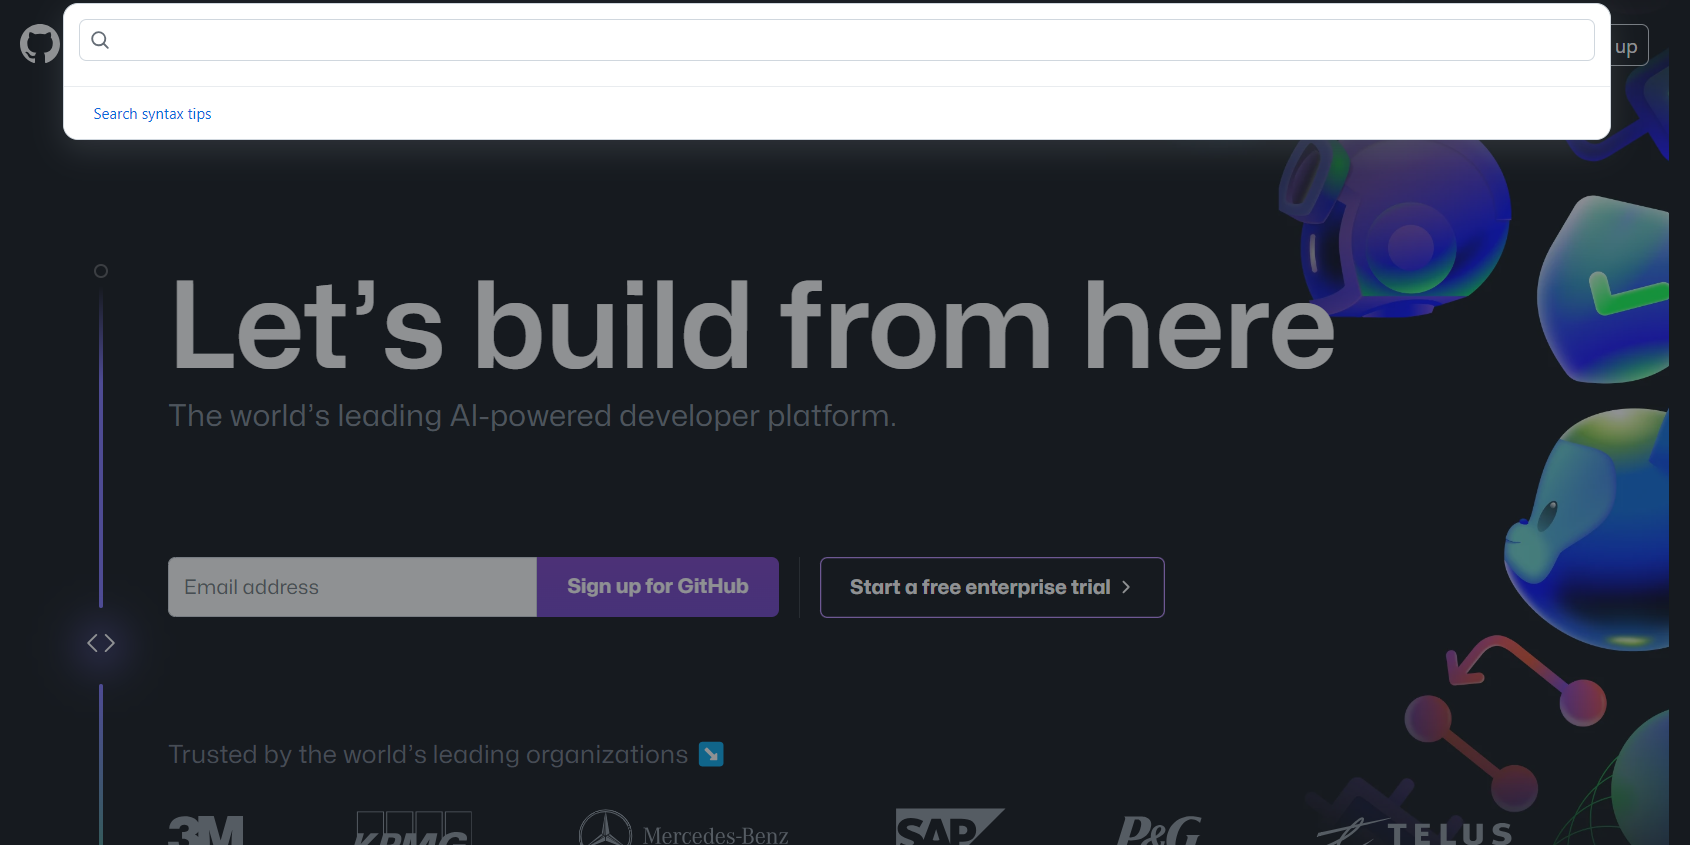 up
Search syntax tips
Let’s build from here
The world’s leading AI-powered developer platform.
Email address
Sign up for GitHub
Start a free enterprise trial
Trusted by the world’s leading organizations
3M
KPMG
Mercedes-Benz
SAP
P&G
TELUS